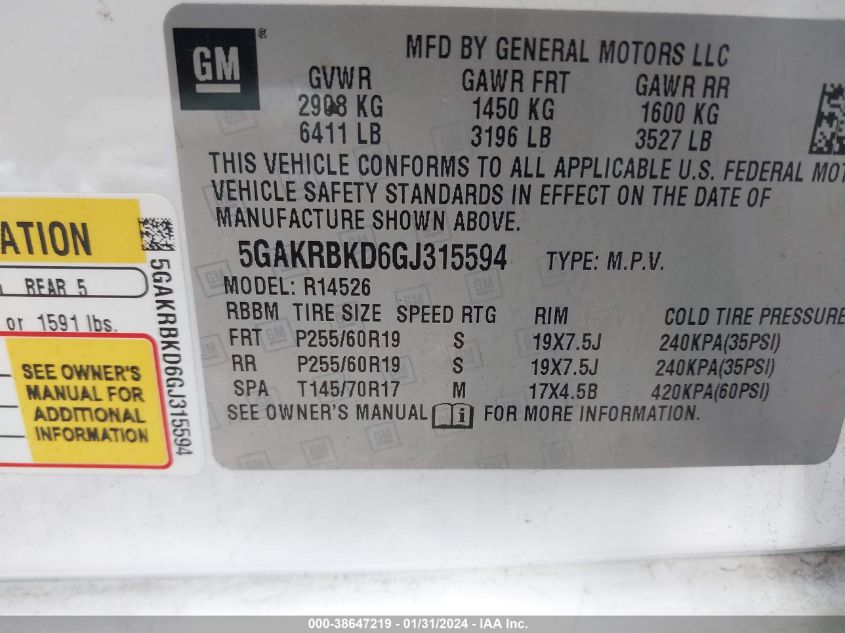 GM
MFD BY GENERAL MOTORS LLC
GVWR GAWR FRT GAWR RR
2908 KG 1450 KG 1600 KG
6411 LB 3196 LB 3527 LB
THIS VEHICLE CONFORMS TO ALL APPLICABLE U.S. FEDERAL MOT
VEHICLE SAFETY STANDARDS IN EFFECT ON THE DATE OF
MANUFACTURE SHOWN ABOVE.
5GAKRBKD6GJ315594 TYPE: M.P.V.
MODEL: R14526
RBBM TIRE SIZE SPEED RTG RIM COLD TIRE PRESSURE
FRT P255/60R19 S 19X7.5J 240KPA(35PSI)
RR P255/60R19 S 19X7.5J 240KPA(35PSI)
SPA T145/70R17 M 17X4.5B 420KPA(60PSI)
SEE OWNER'S MANUAL i FOR MORE INFORMATION.
ATION
REAR 5
or 1591 lbs.
SEE OWNER'S
MANUAL FOR
ADDITIONAL
INFORMATION
5GAKRBKD6GJ315594
000-38647219 - 01/31/2024 - IAA Inc.